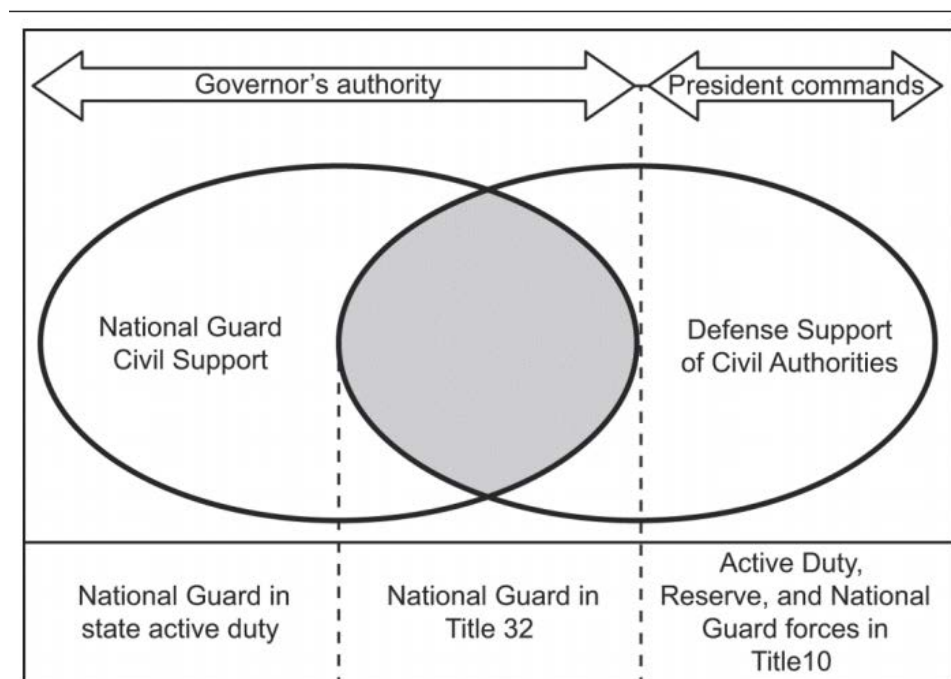 Governor's authority
President commands
National Guard
Civil Support
Defense Support
of Civil Authorities
National Guard in
state active duty
National Guard in
Title 32
Active Duty,
Reserve, and National
Guard forces in
Title10